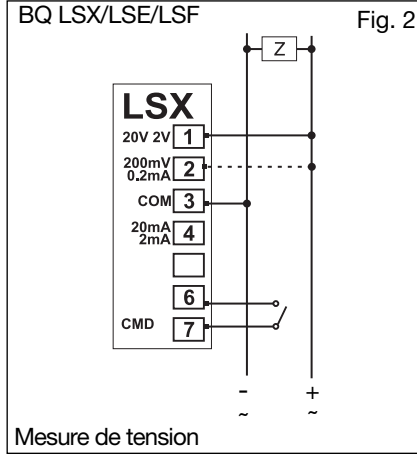 BQ LSX/LSE/LSF
Fig. 2
Z
LSX
20V 2V 1
200mV
0.2mA 2
COM 3
20mA
2mA 4
6
CMD 7
- +
~ ~
Mesure de tension